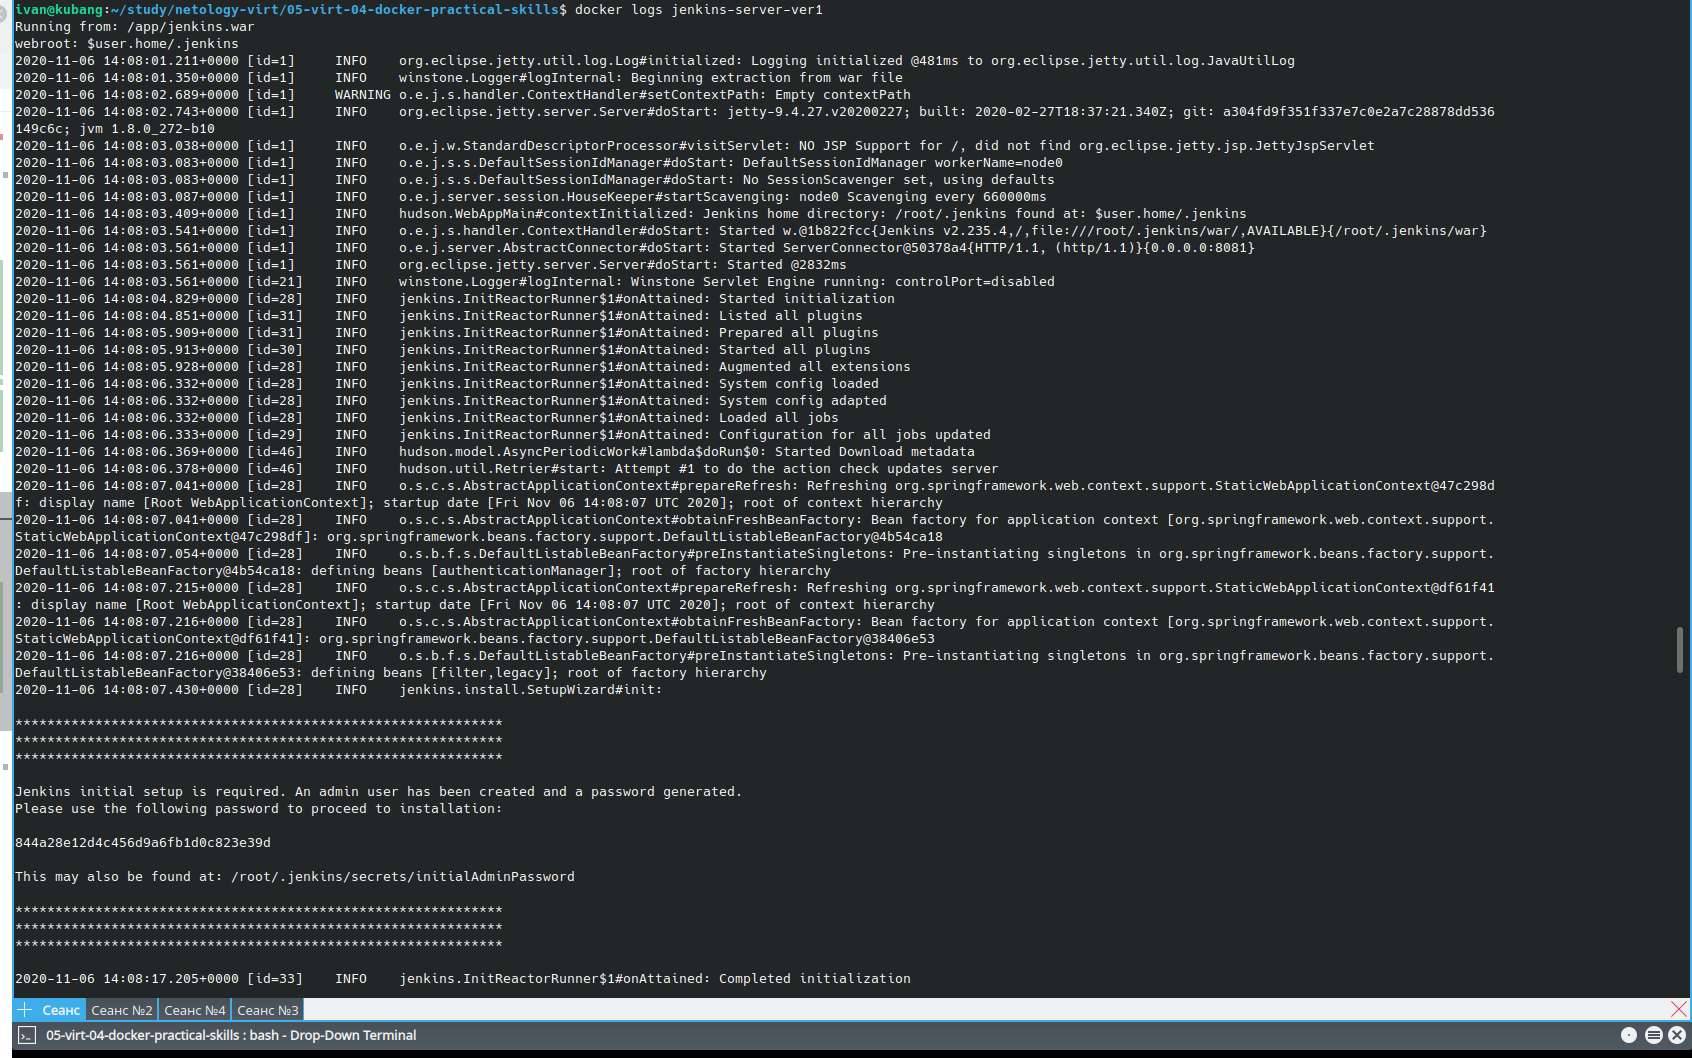 ivan@kubang:~/study/netology-virt/05-virt-04-docker-practical-skills$ docker logs jenkins-server-ver1
Running from: /app/jenkins.war
webroot: $user.home/.jenkins
2020-11-06 14:08:01.211+0000 [id=1]     INFO    org.eclipse.jetty.util.log.Log#initialized: Logging initialized @481ms to org.eclipse.jetty.util.log.JavaUtilLog
2020-11-06 14:08:01.350+0000 [id=1]     INFO    winstone.Logger#logInternal: Beginning extraction from war file
2020-11-06 14:08:02.689+0000 [id=1]     WARNING o.e.j.s.handler.ContextHandler#setContextPath: Empty contextPath
2020-11-06 14:08:02.743+0000 [id=1]     INFO    org.eclipse.jetty.server.Server#doStart: jetty-9.4.27.v20200227; built: 2020-02-27T18:37:21.340Z; git: a304fd9f351f337e7c0e2a7c28878dd536
149c6c; jvm 1.8.0_272-b10
2020-11-06 14:08:03.038+0000 [id=1]     INFO    o.e.j.w.StandardDescriptorProcessor#visitServlet: NO JSP Support for /, did not find org.eclipse.jetty.jsp.JettyJspServlet
2020-11-06 14:08:03.083+0000 [id=1]     INFO    o.e.j.s.s.DefaultSessionIdManager#doStart: DefaultSessionIdManager workerName=node0
2020-11-06 14:08:03.083+0000 [id=1]     INFO    o.e.j.s.s.DefaultSessionIdManager#doStart: No SessionScavenger set, using defaults
2020-11-06 14:08:03.087+0000 [id=1]     INFO    o.e.j.server.session.HouseKeeper#startScavenging: node0 Scavenging every 660000ms
2020-11-06 14:08:03.409+0000 [id=1]     INFO    hudson.WebAppMain#contextInitialized: Jenkins home directory: /root/.jenkins found at: $user.home/.jenkins
2020-11-06 14:08:03.541+0000 [id=1]     INFO    o.e.j.s.handler.ContextHandler#doStart: Started w.@1b822fcc{Jenkins v2.235.4,/,file:///root/.jenkins/war/,AVAILABLE}{/root/.jenkins/war}
2020-11-06 14:08:03.561+0000 [id=1]     INFO    o.e.j.server.AbstractConnector#doStart: Started ServerConnector@50378a4{HTTP/1.1, (http/1.1)}{0.0.0.0:8081}
2020-11-06 14:08:03.561+0000 [id=1]     INFO    org.eclipse.jetty.server.Server#doStart: Started @2832ms
2020-11-06 14:08:03.561+0000 [id=21]    INFO    winstone.Logger#logInternal: Winstone Servlet Engine running: controlPort=disabled
2020-11-06 14:08:04.829+0000 [id=28]    INFO    jenkins.InitReactorRunner$1#onAttained: Started initialization
2020-11-06 14:08:04.851+0000 [id=31]    INFO    jenkins.InitReactorRunner$1#onAttained: Listed all plugins
2020-11-06 14:08:05.909+0000 [id=31]    INFO    jenkins.InitReactorRunner$1#onAttained: Prepared all plugins
2020-11-06 14:08:05.913+0000 [id=30]    INFO    jenkins.InitReactorRunner$1#onAttained: Started all plugins
2020-11-06 14:08:05.928+0000 [id=28]    INFO    jenkins.InitReactorRunner$1#onAttained: Augmented all extensions
2020-11-06 14:08:06.332+0000 [id=28]    INFO    jenkins.InitReactorRunner$1#onAttained: System config loaded
2020-11-06 14:08:06.332+0000 [id=28]    INFO    jenkins.InitReactorRunner$1#onAttained: System config adapted
2020-11-06 14:08:06.332+0000 [id=28]    INFO    jenkins.InitReactorRunner$1#onAttained: Loaded all jobs
2020-11-06 14:08:06.333+0000 [id=29]    INFO    jenkins.InitReactorRunner$1#onAttained: Configuration for all jobs updated
2020-11-06 14:08:06.369+0000 [id=46]    INFO    hudson.model.AsyncPeriodicWork#lambda$doRun$0: Started Download metadata
2020-11-06 14:08:06.378+0000 [id=46]    INFO    hudson.util.Retrier#start: Attempt #1 to do the action check updates server
2020-11-06 14:08:07.041+0000 [id=28]    INFO    o.s.c.s.AbstractApplicationContext#prepareRefresh: Refreshing org.springframework.web.context.support.StaticWebApplicationContext@47c298d
f: display name [Root WebApplicationContext]; startup date [Fri Nov 06 14:08:07 UTC 2020]; root of context hierarchy
2020-11-06 14:08:07.041+0000 [id=28]    INFO    o.s.c.s.AbstractApplicationContext#obtainFreshBeanFactory: Bean factory for application context [org.springframework.web.context.support.
StaticWebApplicationContext@47c298df]: org.springframework.beans.factory.support.DefaultListableBeanFactory@4b54ca18
2020-11-06 14:08:07.054+0000 [id=28]    INFO    o.s.b.f.s.DefaultListableBeanFactory#preInstantiateSingletons: Pre-instantiating singletons in org.springframework.beans.factory.support.
DefaultListableBeanFactory@4b54ca18: defining beans [authenticationManager]; root of factory hierarchy
2020-11-06 14:08:07.215+0000 [id=28]    INFO    o.s.c.s.AbstractApplicationContext#prepareRefresh: Refreshing org.springframework.web.context.support.StaticWebApplicationContext@df61f41
: display name [Root WebApplicationContext]; startup date [Fri Nov 06 14:08:07 UTC 2020]; root of context hierarchy
2020-11-06 14:08:07.216+0000 [id=28]    INFO    o.s.c.s.AbstractApplicationContext#obtainFreshBeanFactory: Bean factory for application context [org.springframework.web.context.support.
StaticWebApplicationContext@df61f41]: org.springframework.beans.factory.support.DefaultListableBeanFactory@38406e53
2020-11-06 14:08:07.216+0000 [id=28]    INFO    o.s.b.f.s.DefaultListableBeanFactory#preInstantiateSingletons: Pre-instantiating singletons in org.springframework.beans.factory.support.
DefaultListableBeanFactory@38406e53: defining beans [filter,legacy]; root of factory hierarchy
2020-11-06 14:08:07.430+0000 [id=28]    INFO    jenkins.install.SetupWizard#init:
*************************************************************
*************************************************************
*************************************************************
Jenkins initial setup is required. An admin user has been created and a password generated.
Please use the following password to proceed to installation:
844a28e12d4c456d9a6fb1d0c823e39d
This may also be found at: /root/.jenkins/secrets/initialAdminPassword
*************************************************************
*************************************************************
*************************************************************
2020-11-06 14:08:17.205+0000 [id=33]    INFO    jenkins.InitReactorRunner$1#onAttained: Completed initialization
Сеанс Сеанс №2 Сеанс №4 Сеанс №3
05-virt-04-docker-practical-skills : bash - Drop-Down Terminal